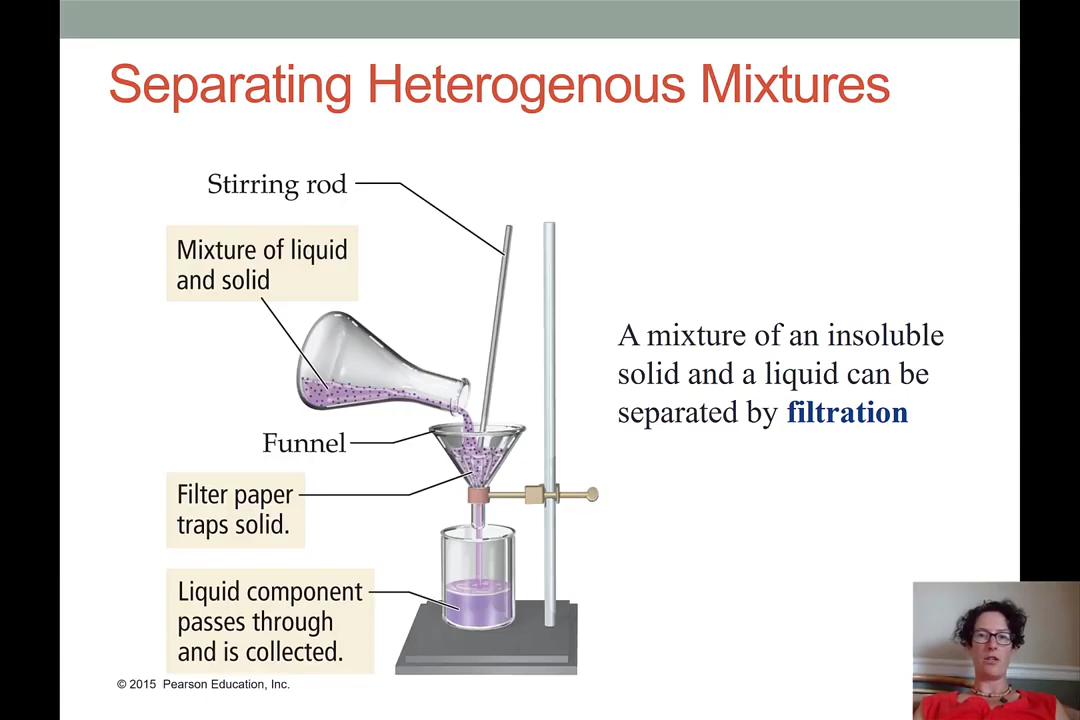 Separating Heterogenous Mixtures
Stirring rod
Mixture of liquid
and solid
Funnel
Filter paper
traps solid.
Liquid component
passes through
and is collected.
A mixture of an insoluble
solid and a liquid can be
separated by filtration
© 2015 Pearson Education, Inc.